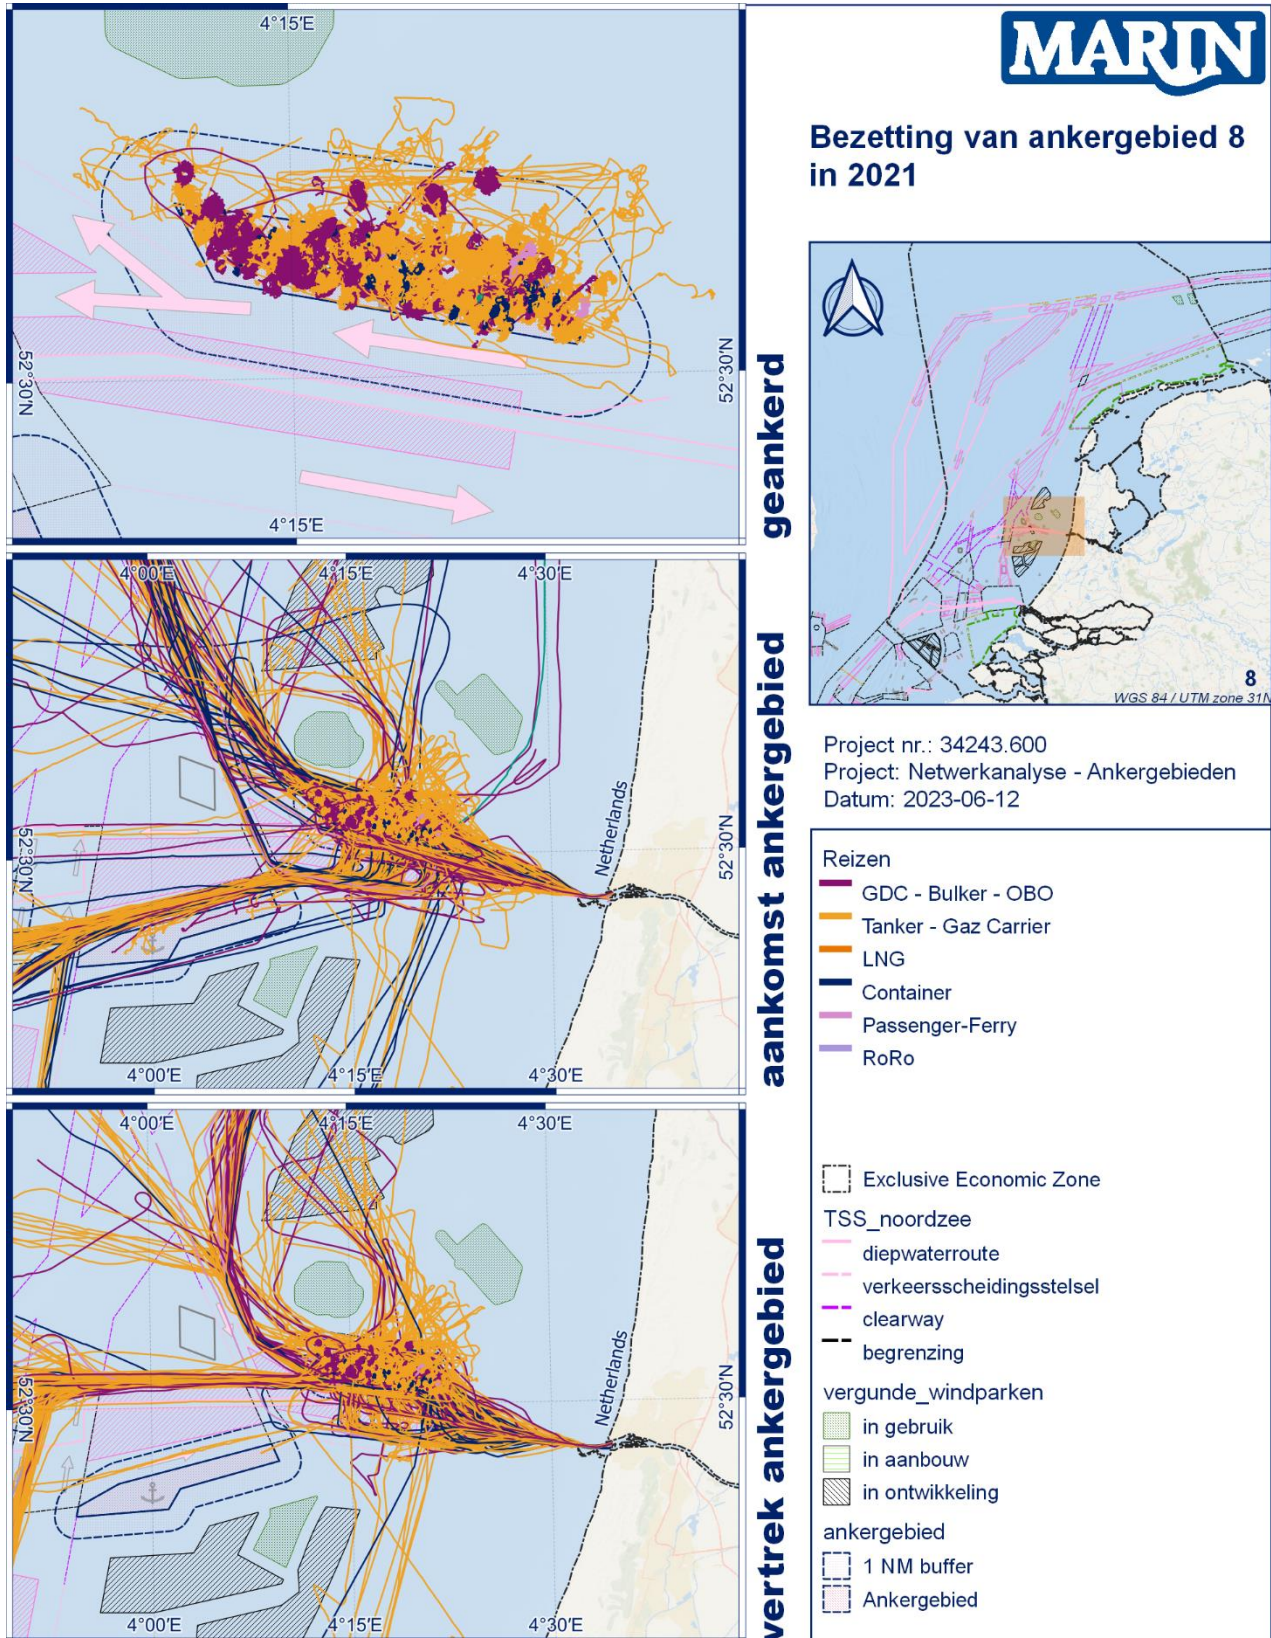 4°15'E
52°30'N
52°30'N
4°15'E
geankerd
4°00'E
4°15'E
4°30'E
52°30'N
Netherlands
52°30'N
4°00'E
4°15'E
4°30'E
aankomst ankergebied
4°00'E
4°15'E
4°30'E
52°30'N
Netherlands
52°30'N
4°00'E
4°15'E
4°30'E
vertrek ankergebied
MARIN
Bezetting van ankergebied 8
in 2021
8
WGS 84 / UTM zone 31N
Project nr.: 34243.600
Project: Netwerkanalyse - Ankergebieden
Datum: 2023-06-12
Reizen
GDC - Bulker - OBO
Tanker - Gaz Carrier
LNG
Container
Passenger-Ferry
RoRo
Exclusive Economic Zone
TSS_noordzee
diepwaterroute
verkeersscheidingsstelsel
clearway
begrenzing
vergunde_windparken
in gebruik
in aanbouw
in ontwikkeling
ankergebied
1 NM buffer
Ankergebied